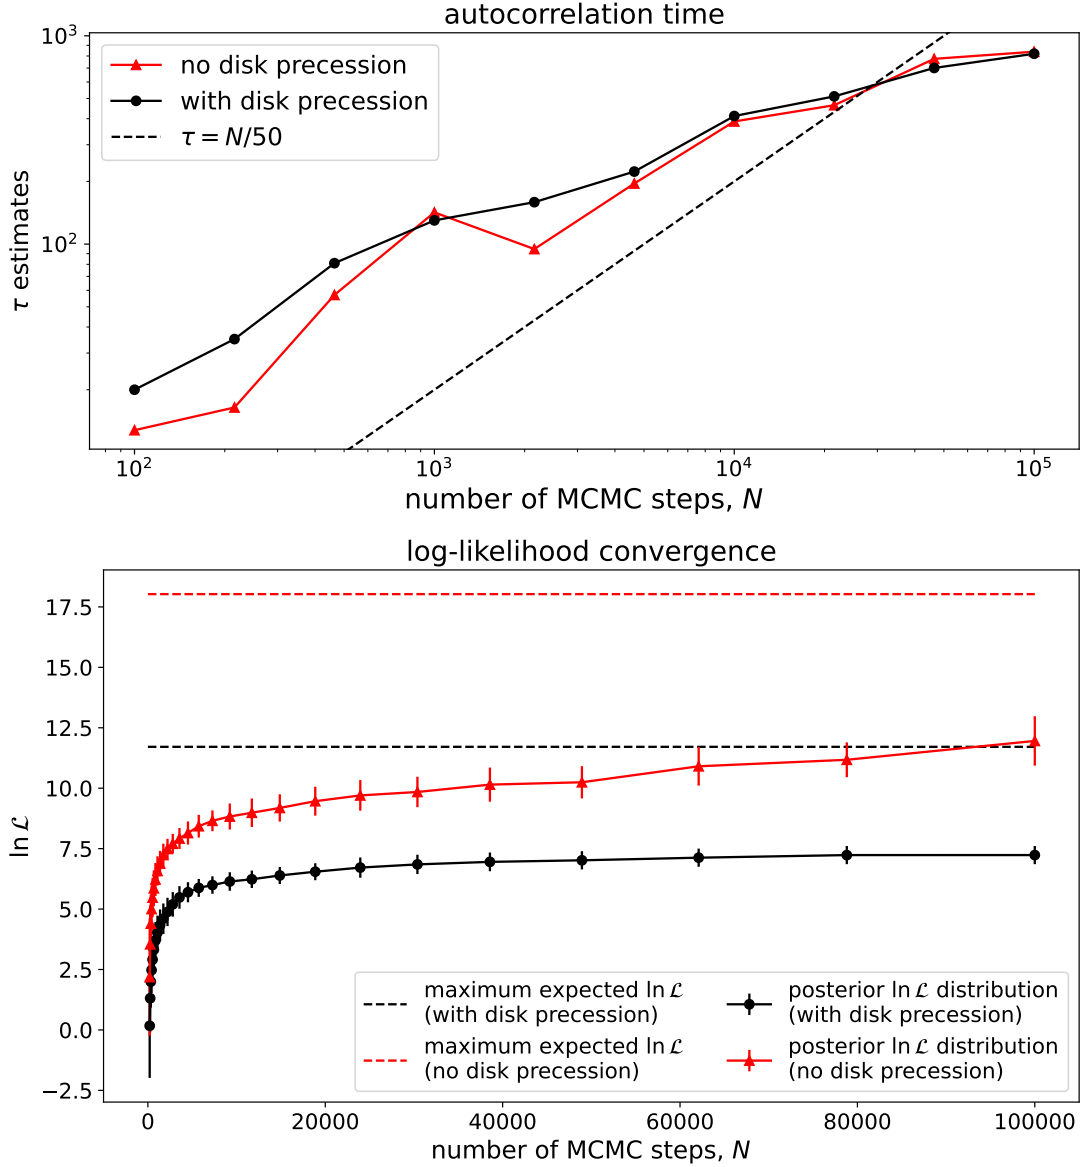 autocorrelation time
10³
10²
τ estimates
no disk precession
with disk precession
τ = N/50
10² 10³ 10⁴ 10⁵
number of MCMC steps, N
log-likelihood convergence
17.5
15.0
12.5
10.0
7.5
5.0
2.5
0.0
−2.5
ln ℒ
maximum expected ln ℒ
(with disk precession)
maximum expected ln ℒ
(no disk precession)
posterior ln ℒ distribution
(with disk precession)
posterior ln ℒ distribution
(no disk precession)
0 20000 40000 60000 80000 100000
number of MCMC steps, N